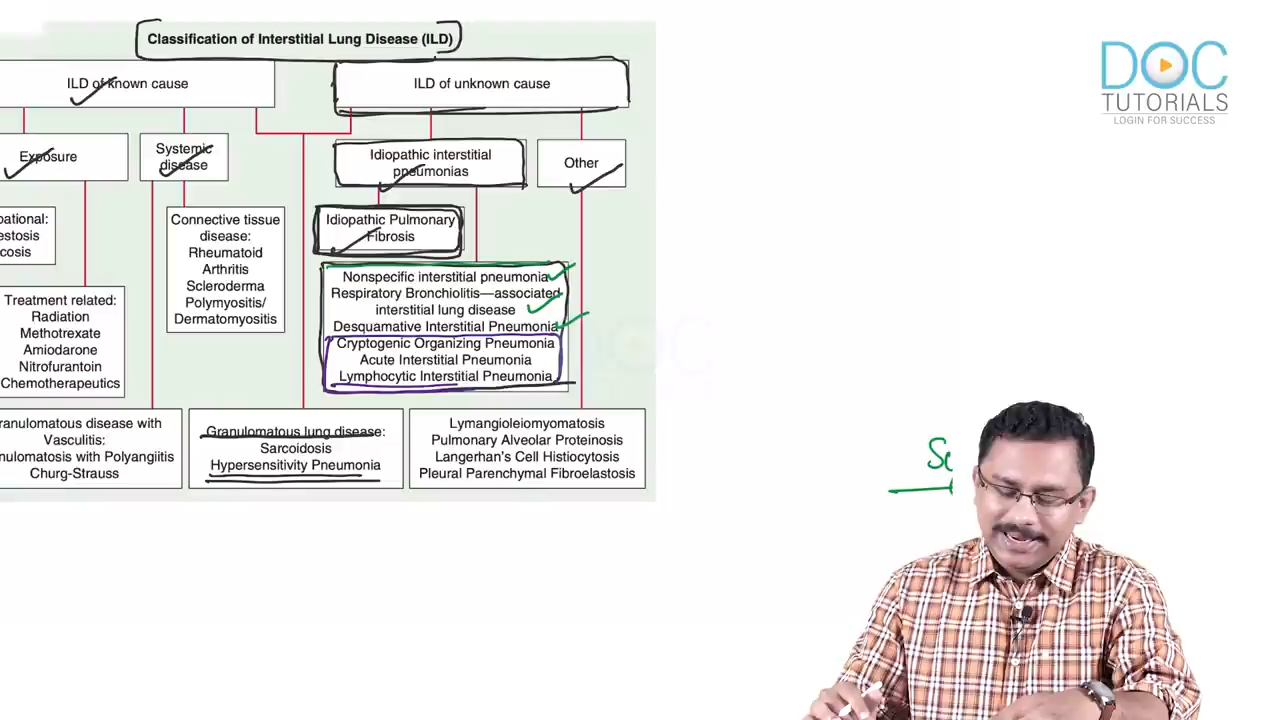 Classification of Interstitial Lung Disease (ILD)
ILD of known cause
ILD of unknown cause
Exposure
Systemic
disease
Idiopathic interstitial
pneumonias
Other
Idiopathic Pulmonary
Fibrosis
Connective tissue
disease:
Rheumatoid
Arthritis
Scleroderma
Polymyositis/
Dermatomyositis
Nonspecific interstitial pneumonia
Respiratory Bronchiolitis—associated
interstitial lung disease
Desquamative Interstitial Pneumonia
Cryptogenic Organizing Pneumonia
Acute Interstitial Pneumonia
Lymphocytic Interstitial Pneumonia
Treatment related:
Radiation
Methotrexate
Amiodarone
Nitrofurantoin
Chemotherapeutics
ranulomatous disease with
Vasculitis:
nulomatosis with Polyangiitis
Churg-Strauss
Granulomatous lung disease:
Sarcoidosis
Hypersensitivity Pneumonia
Lymangioleiomyomatosis
Pulmonary Alveolar Proteinosis
Langerhan's Cell Histiocytosis
Pleural Parenchymal Fibroelastosis
pational:
estosis
cosis
DOC
TUTORIALS
LOGIN FOR SUCCESS